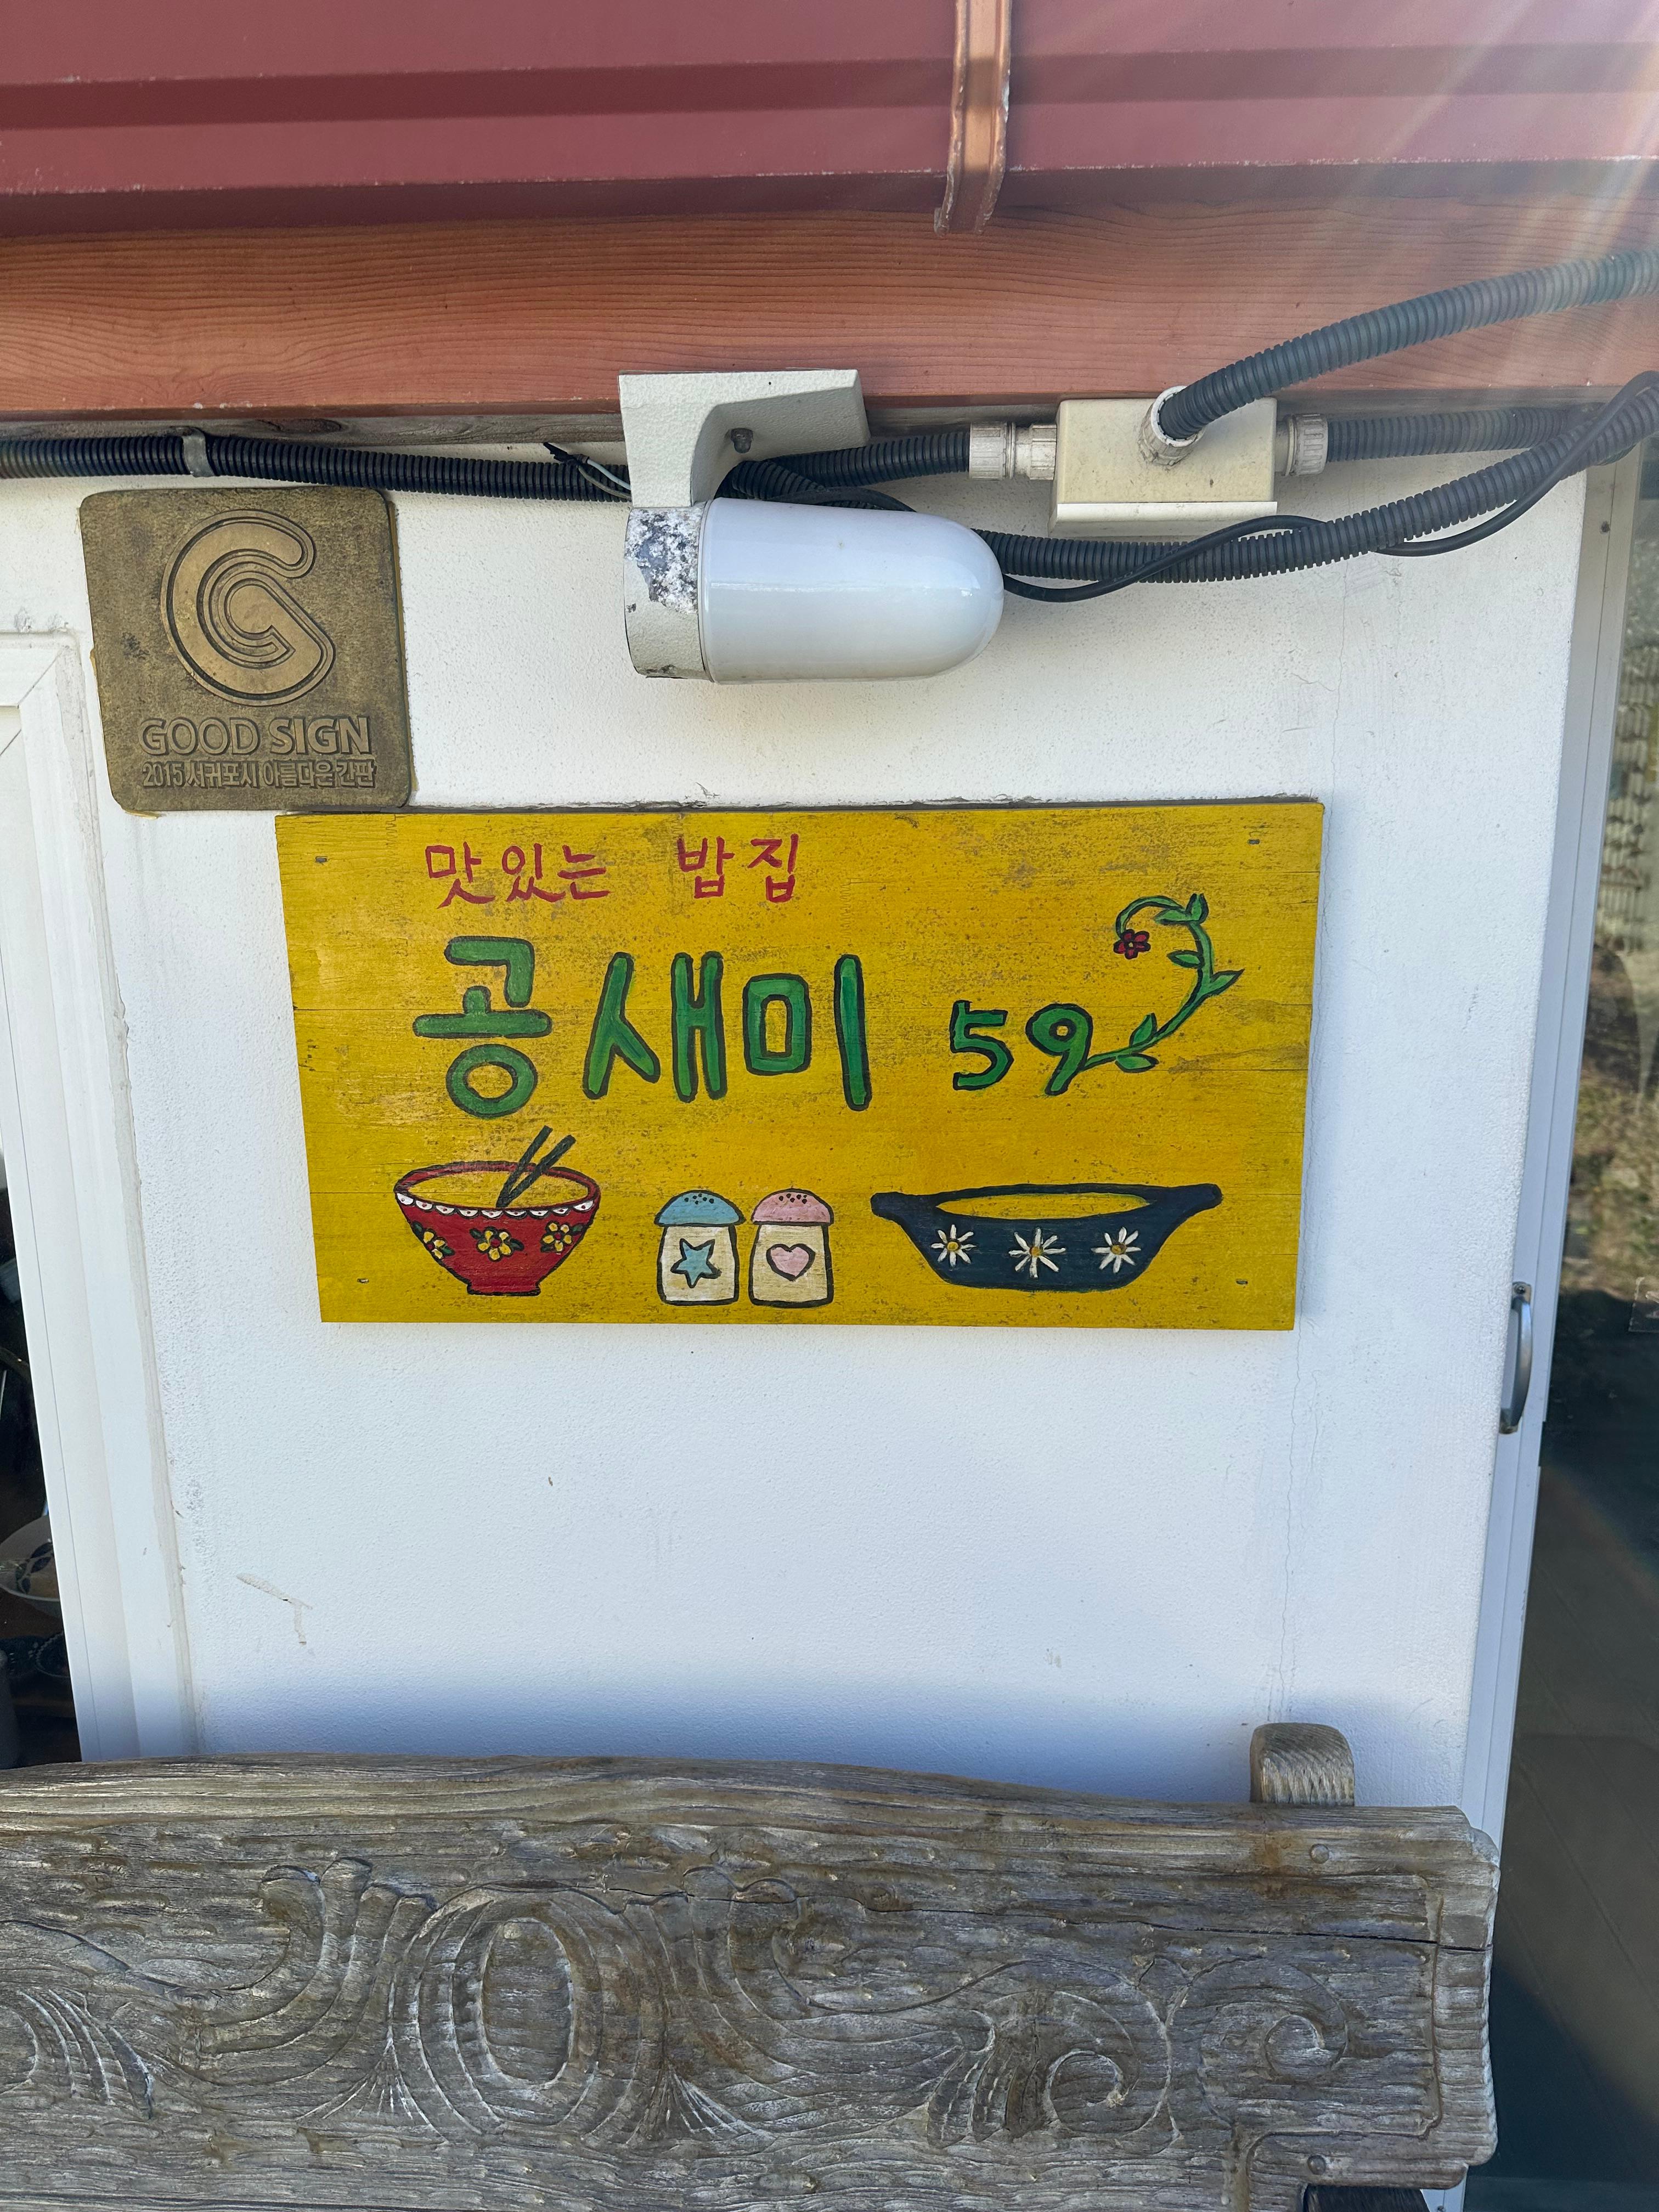 GOOD SIGN
2015 서귀포시 아름다운 간판
맛있는 밥집
공새미 59